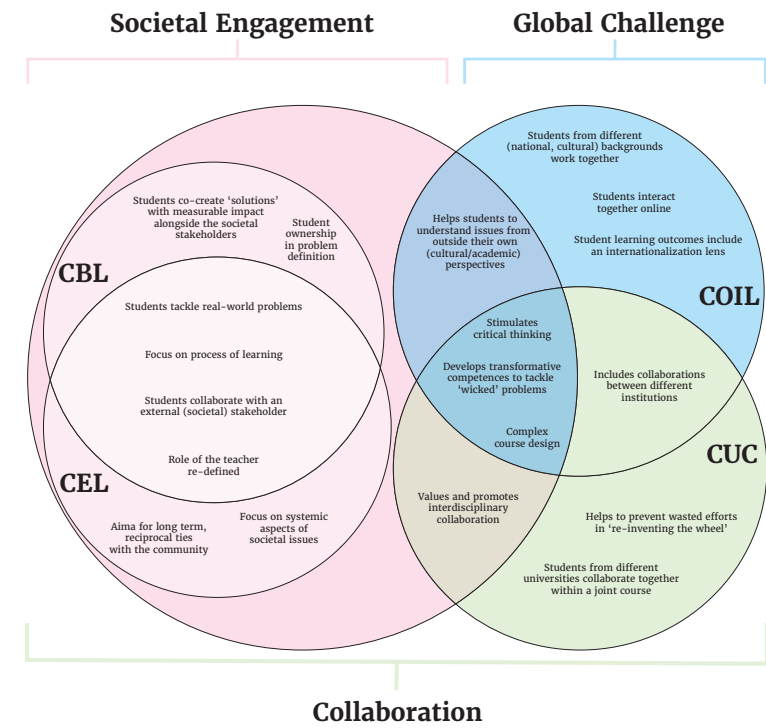 Societal Engagement
Global Challenge
Students from different
(national, cultural) backgrounds
work together
Students interact
together online
Student learning outcomes include
an internationalization lens
COIL
Helps students to
understand issues from
outside their own
(cultural/academic)
perspectives
Students co-create ‘solutions’
with measurable impact
alongside the societal
stakeholders
Student
ownership
in problem
definition
CBL
Students tackle real-world problems
Focus on process of learning
Students collaborate with an
external (societal) stakeholder
Role of the teacher
re-defined
CEL
Aima for long term,
reciprocal ties
with the community
Focus on systemic
aspects of
societal issues
Stimulates
critical thinking
Develops transformative
competences to tackle
‘wicked’ problems
Complex
course design
Includes collaborations
between different
institutions
CUC
Values and promotes
interdisciplinary
collaboration
Helps to prevent wasted efforts
in ‘re-inventing the wheel’
Students from different
universities collaborate together
within a joint course
Collaboration